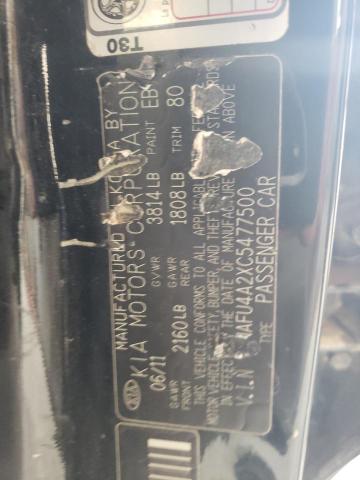 T30
MANUFACTURED BY
KIA MOTORS CORPORATION
06/11 GVWR 3814LB PAINT EB
GAWR FRONT 2160LB GAWR REAR 1808LB TRIM 80
THIS VEHICLE CONFORMS TO ALL APPLICABLE
MOTOR VEHICLE SAFETY, BUMPER, AND THEFT STANDARDS
IN EFFECT ON THE DATE OF MANUFACTURE ABOVE
V.I.N AFU4A2XC5477500
TYPE PASSENGER CAR
KIA